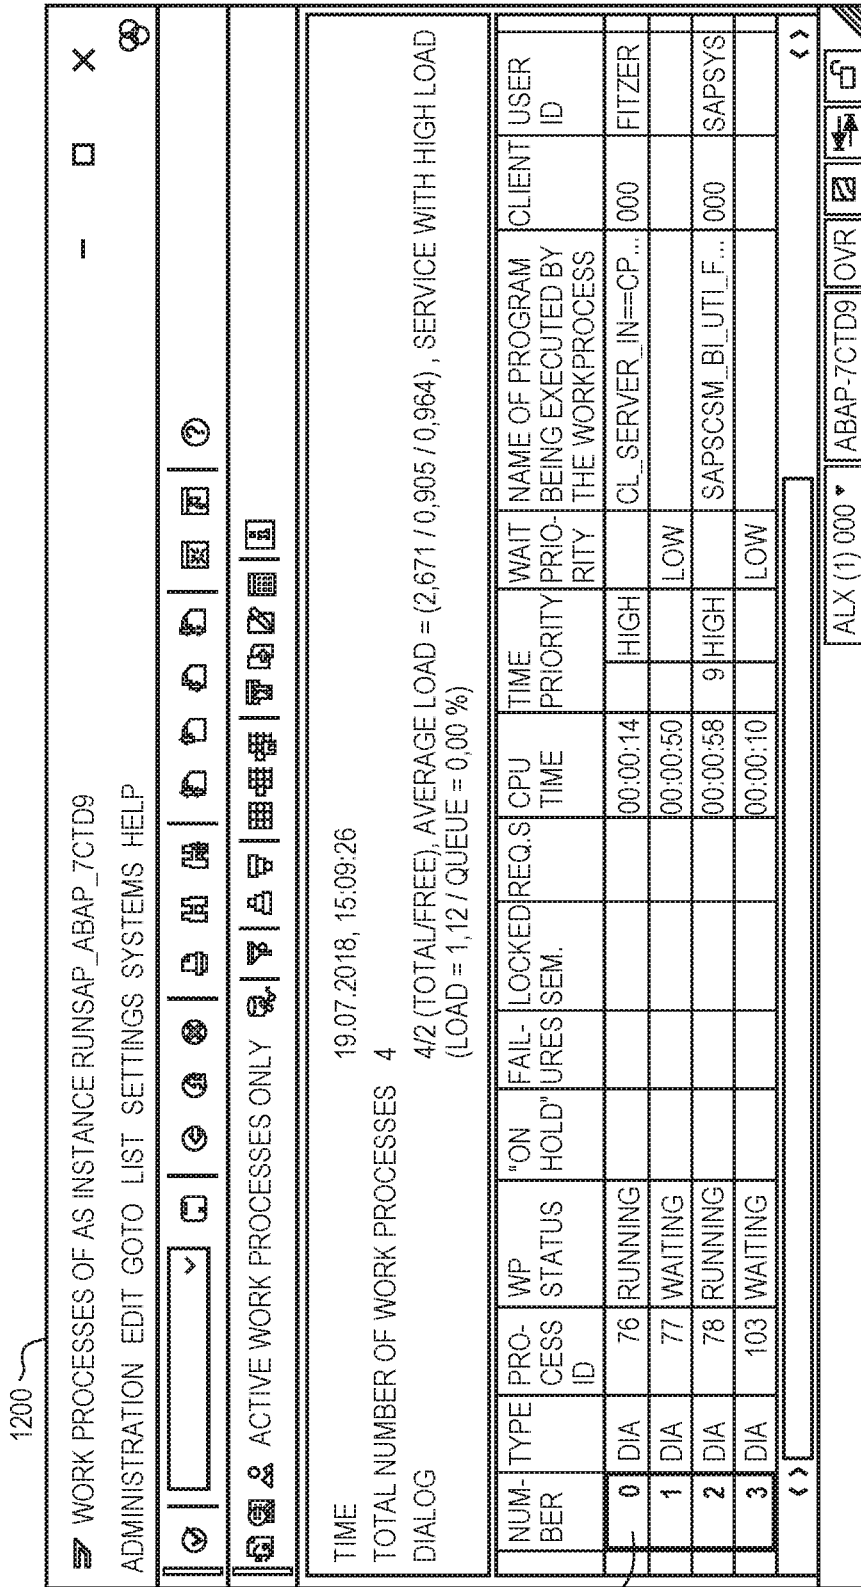 1200
WORK PROCESSES OF AS INSTANCE RUNSAP_ABAP_7CTD9
ADMINISTRATION EDIT GOTO LIST SETTINGS SYSTEMS HELP
ACTIVE WORK PROCESSES ONLY
TIME 19.07.2018, 15:09:26
TOTAL NUMBER OF WORK PROCESSES 4
DIALOG 4/2 (TOTAL/FREE), AVERAGE LOAD = (2,671 / 0,905 / 0,964) , SERVICE WITH HIGH LOAD
(LOAD = 1,12 / QUEUE = 0,00 %)
NUM-BER TYPE PRO-CESS ID WP STATUS "ON HOLD" FAIL-URES LOCKED SEM. REQ.S CPU TIME TIME PRIORITY WAIT PRIO-RITY NAME OF PROGRAM BEING EXECUTED BY THE WORKPROCESS CLIENT USER ID
0 DIA 76 RUNNING 00:00:14 HIGH CL_SERVER_IN==CP... 000 FITZER
1 DIA 77 WAITING 00:00:50 LOW
2 DIA 78 RUNNING 00:00:58 9 HIGH SAPSCSM_BI_UTI_F... 000 SAPSYS
3 DIA 103 WAITING 00:00:10 LOW
ALX (1) 000 ABAP-7CTD9 OVR